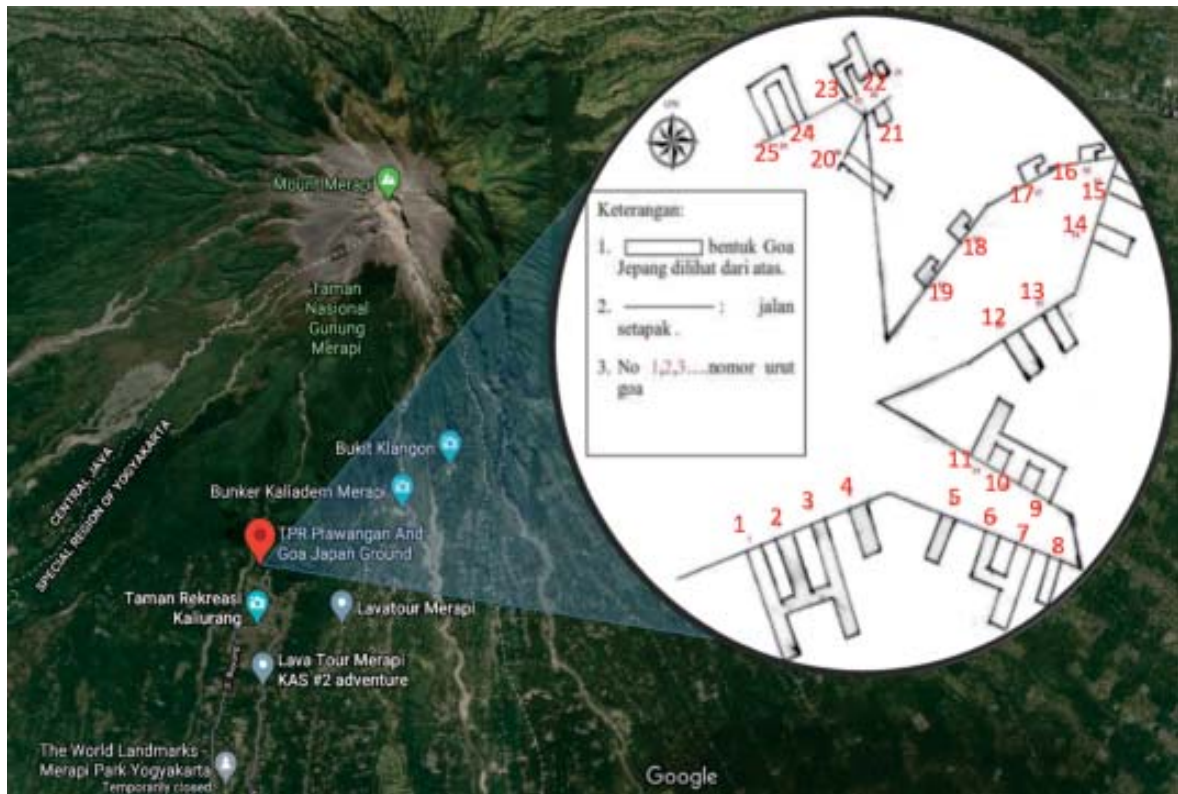 Mount Merapi
Taman
Nasional
Gunung
Merapi
CENTRAL JAVA
SPECIAL REGION OF YOGYAKARTA
Bukit Klangon
Bunker Kaliadem Merapi
TPR Plawangan And
Goa Japan Ground
Taman Rekreasi
Kaliurang
Lavatour Merapi
Lava Tour Merapi
KAS #2 adventure
The World Landmarks -
Merapi Park Yogyakarta
Temporarily closed
Google
Keterangan:
1. bentuk Goa
Jepang dilihat dari atas.
2. : jalan
setapak .
3. No 1,2,3....nomor urut
goa
1
2
3
4
5
6
7
8
9
10
11
12
13
14
15
16
17
18
19
20
21
22
23
24
25